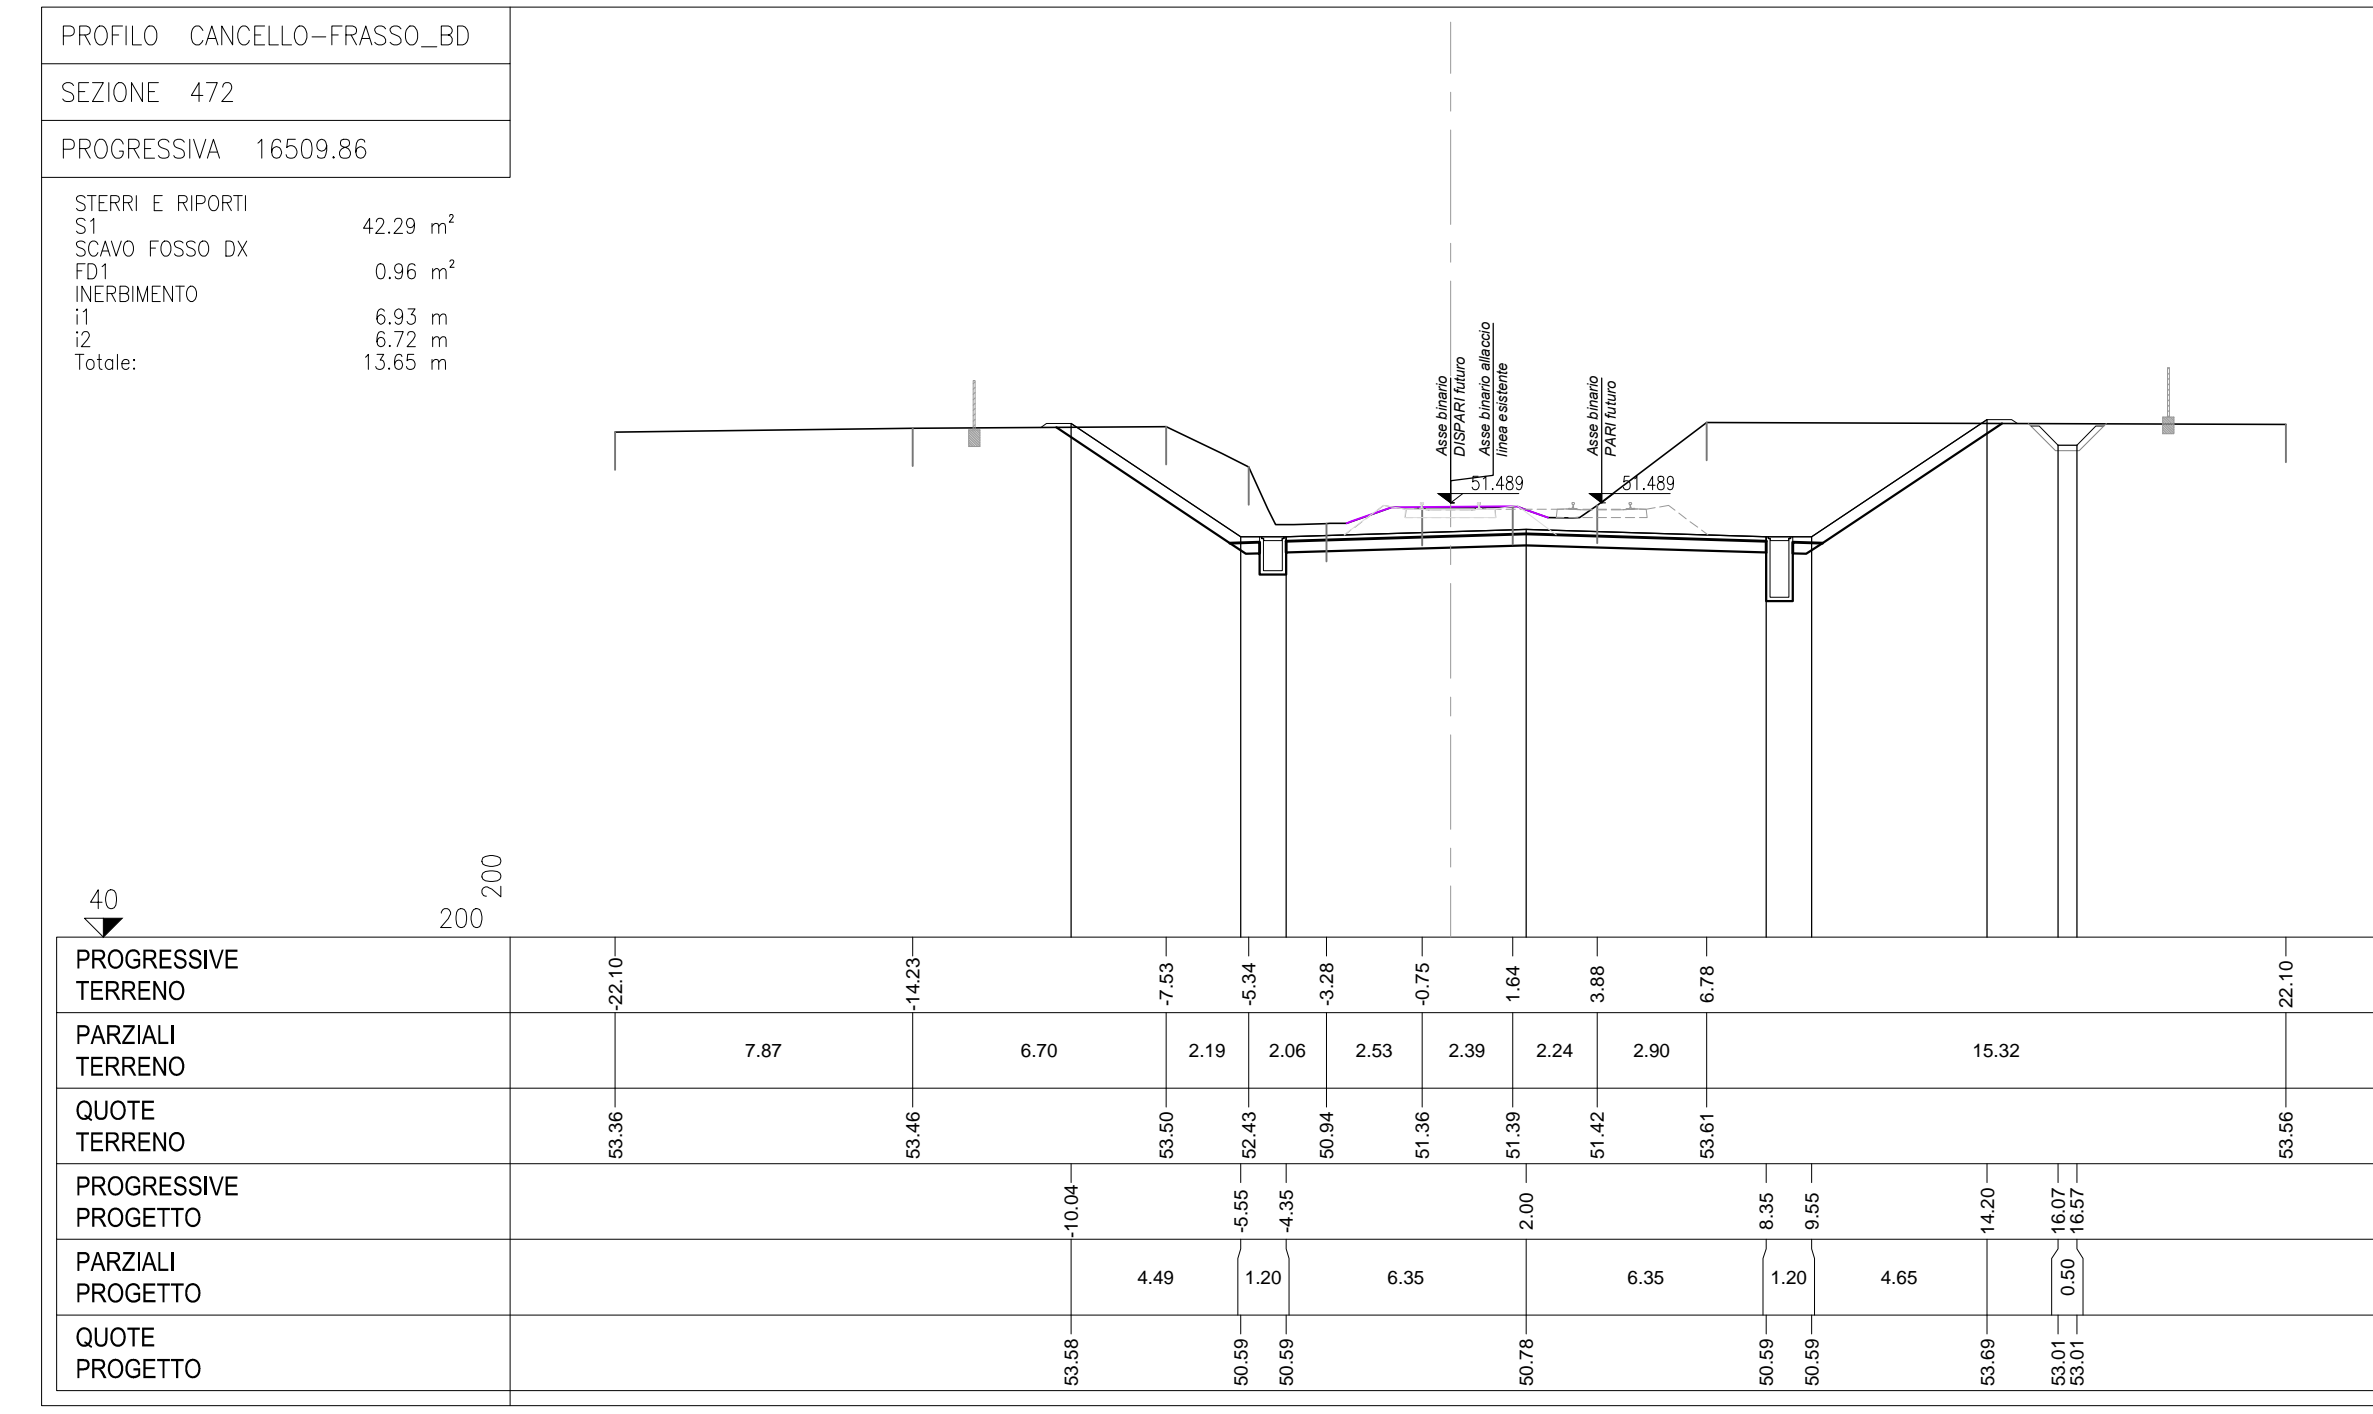 PROFILO CANCELLO-FRASSO_BD
SEZIONE 472
PROGRESSIVA 16509.86
STERRI E RIPORTI
S1 42.29 m²
SCAVO FOSSO DX
FD1 0.96 m²
INERBIMENTO
i1 6.93 m
i2 6.72 m
Totale: 13.65 m
Asse binario
DISPARI futuro
Asse binario allaccio
linea esistente
Asse binario
PARI futuro
51.489
51.489
40
200
200
PROGRESSIVE
TERRENO
-22.10 -14.23 -7.53 -5.34 -3.28 -0.75 1.64 3.88 6.78 22.10
PARZIALI
TERRENO
7.87 6.70 2.19 2.06 2.53 2.39 2.24 2.90 15.32
QUOTE
TERRENO
53.36 53.46 53.50 52.43 50.94 51.36 51.39 51.42 53.61 53.56
PROGRESSIVE
PROGETTO
-10.04 -5.55 -4.35 2.00 8.35 9.55 14.20 16.07 16.57
PARZIALI
PROGETTO
4.49 1.20 6.35 6.35 1.20 4.65 0.50
QUOTE
PROGETTO
53.58 50.59 50.59 50.78 50.59 50.59 53.69 53.01 53.01